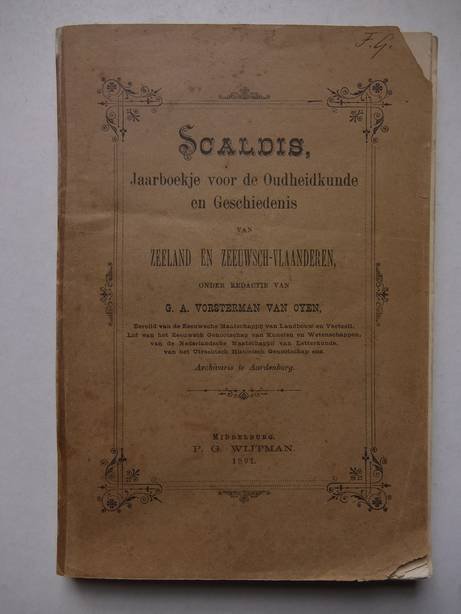 F. G.
SCALDIS,
Jaarboekje voor de Oudheidkunde
en Geschiedenis
VAN
ZEELAND EN ZEEUWSCH-VLAANDEREN,
ONDER REDACTIE VAN
G. A. VORSTERMAN VAN OYEN,
Eerelid van de Zeeuwsche Maatschappij van Landbouw en Veeteelt.
Lid van het Zeeuwsch Genootschap van Kunsten en Wetenschappen,
van de Nederlandsche Maatschappij van Letterkunde,
van het Utrechtsch Historisch Genootschap enz.
Archivaris te Aardenburg.
MIDDELBURG.
P. G. WIJTMAN.
1891.